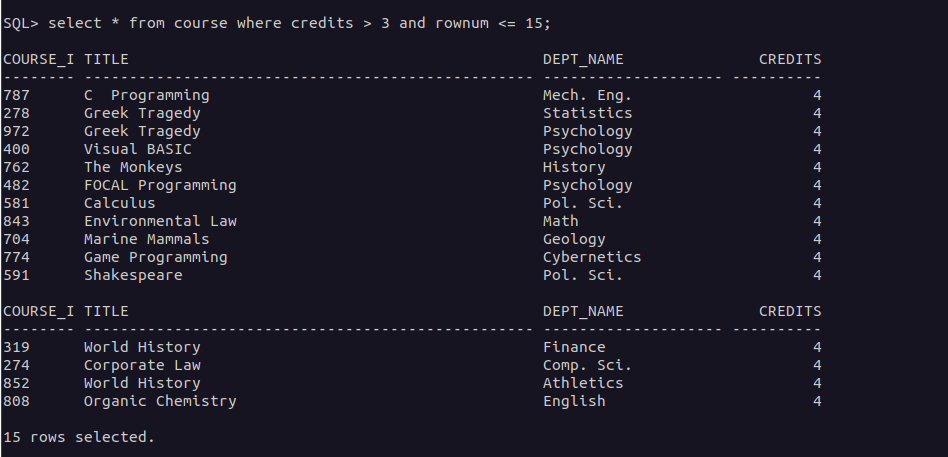 SQL> select * from course where credits > 3 and rownum <= 15;
COURSE_I TITLE                                              DEPT_NAME               CREDITS
-------- -------------------------------------------------- -------------------- ----------
787      C  Programming                                     Mech. Eng.                    4
278      Greek Tragedy                                      Statistics                    4
972      Greek Tragedy                                      Psychology                    4
400      Visual BASIC                                       Psychology                    4
762      The Monkeys                                        History                       4
482      FOCAL Programming                                  Psychology                    4
581      Calculus                                           Pol. Sci.                     4
843      Environmental Law                                  Math                          4
704      Marine Mammals                                     Geology                       4
774      Game Programming                                   Cybernetics                   4
591      Shakespeare                                        Pol. Sci.                     4
COURSE_I TITLE                                              DEPT_NAME               CREDITS
-------- -------------------------------------------------- -------------------- ----------
319      World History                                      Finance                       4
274      Corporate Law                                      Comp. Sci.                    4
852      World History                                      Athletics                     4
808      Organic Chemistry                                  English                       4
15 rows selected.